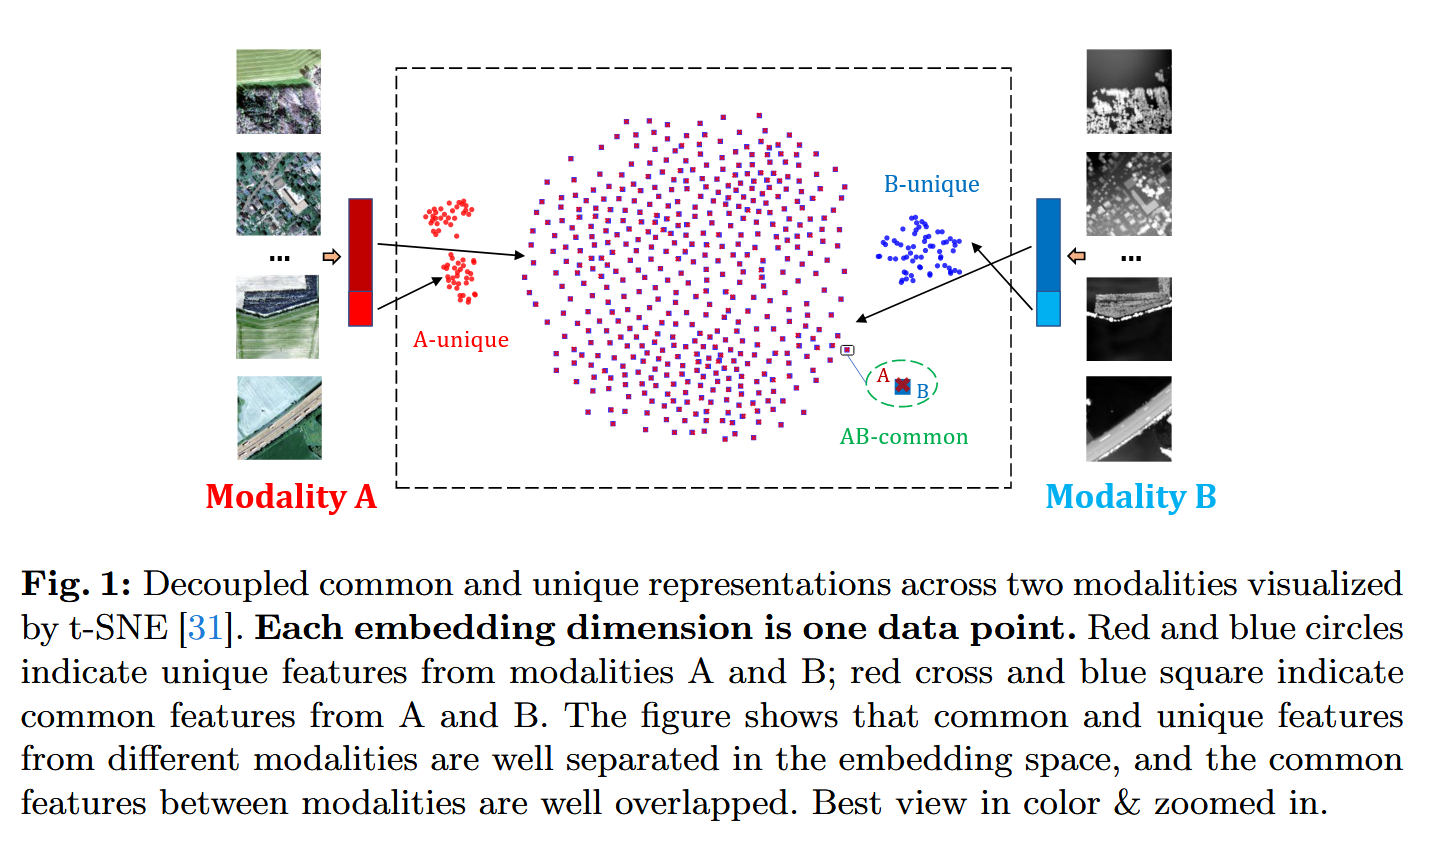 B-unique
...
...
A-unique
A
B
AB-common
Modality A
Modality B
Fig. 1: Decoupled common and unique representations across two modalities visualized
by t-SNE [31]. Each embedding dimension is one data point. Red and blue circles
indicate unique features from modalities A and B; red cross and blue square indicate
common features from A and B. The figure shows that common and unique features
from different modalities are well separated in the embedding space, and the common
features between modalities are well overlapped. Best view in color & zoomed in.